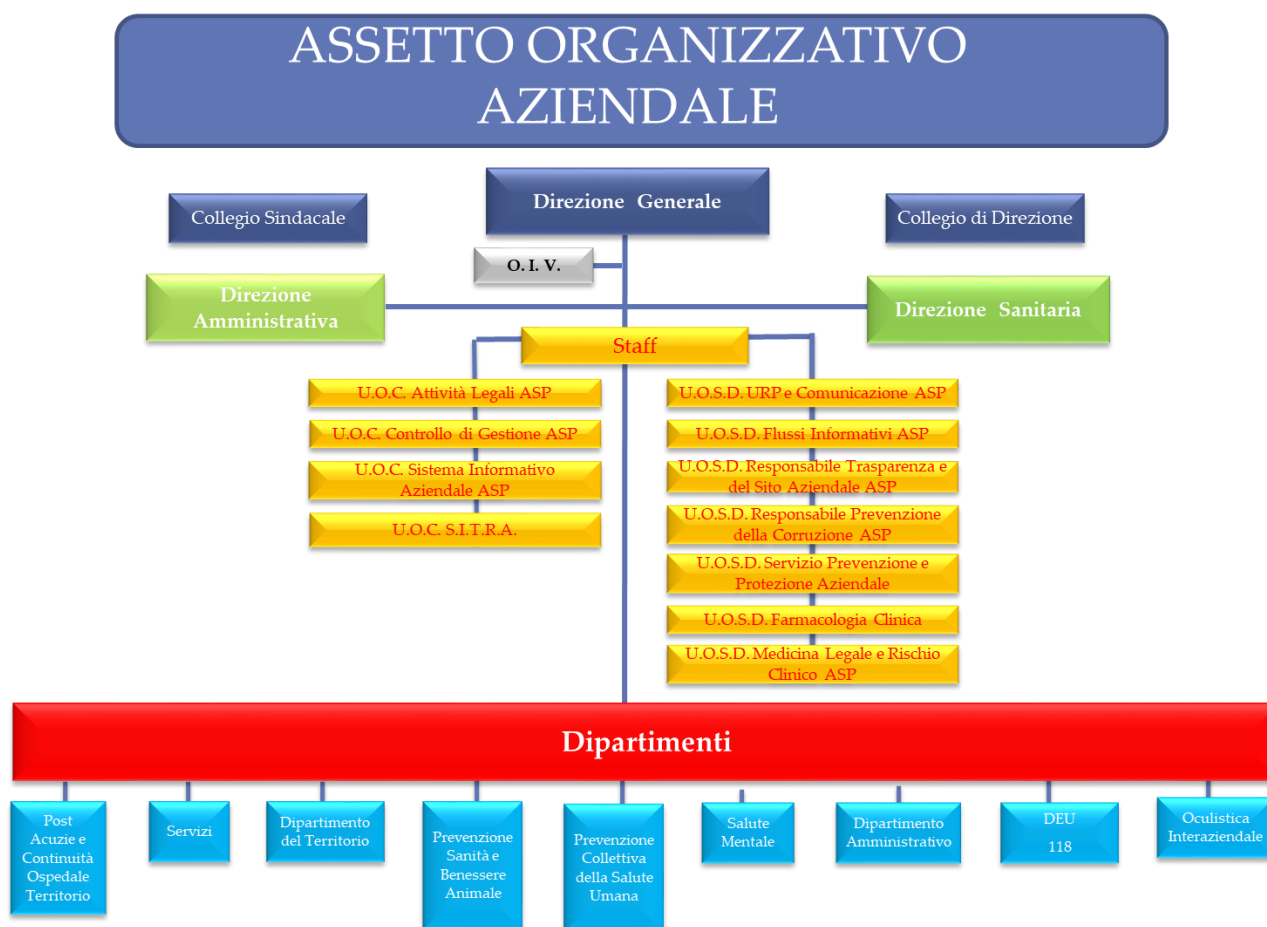 ASSETTO ORGANIZZATIVO
AZIENDALE
Direzione Generale
Collegio Sindacale
Collegio di Direzione
O. I. V.
Direzione
Amministrativa
Direzione Sanitaria
Staff
U.O.C. Attività Legali ASP
U.O.C. Controllo di Gestione ASP
U.O.C. Sistema Informativo
Aziendale ASP
U.O.C. S.I.T.R.A.
U.O.S.D. URP e Comunicazione ASP
U.O.S.D. Flussi Informativi ASP
U.O.S.D. Responsabile Trasparenza e
del Sito Aziendale ASP
U.O.S.D. Responsabile Prevenzione
della Corruzione ASP
U.O.S.D. Servizio Prevenzione e
Protezione Aziendale
U.O.S.D. Farmacologia Clinica
U.O.S.D. Medicina Legale e Rischio
Clinico ASP
Dipartimenti
Post
Acuzie e
Continuità
Ospedale
Territorio
Servizi
Dipartimento
del Territorio
Prevenzione
Sanità e
Benessere
Animale
Prevenzione
Collettiva
della Salute
Umana
Salute
Mentale
Dipartimento
Amministrativo
DEU
118
Oculistica
Interaziendale